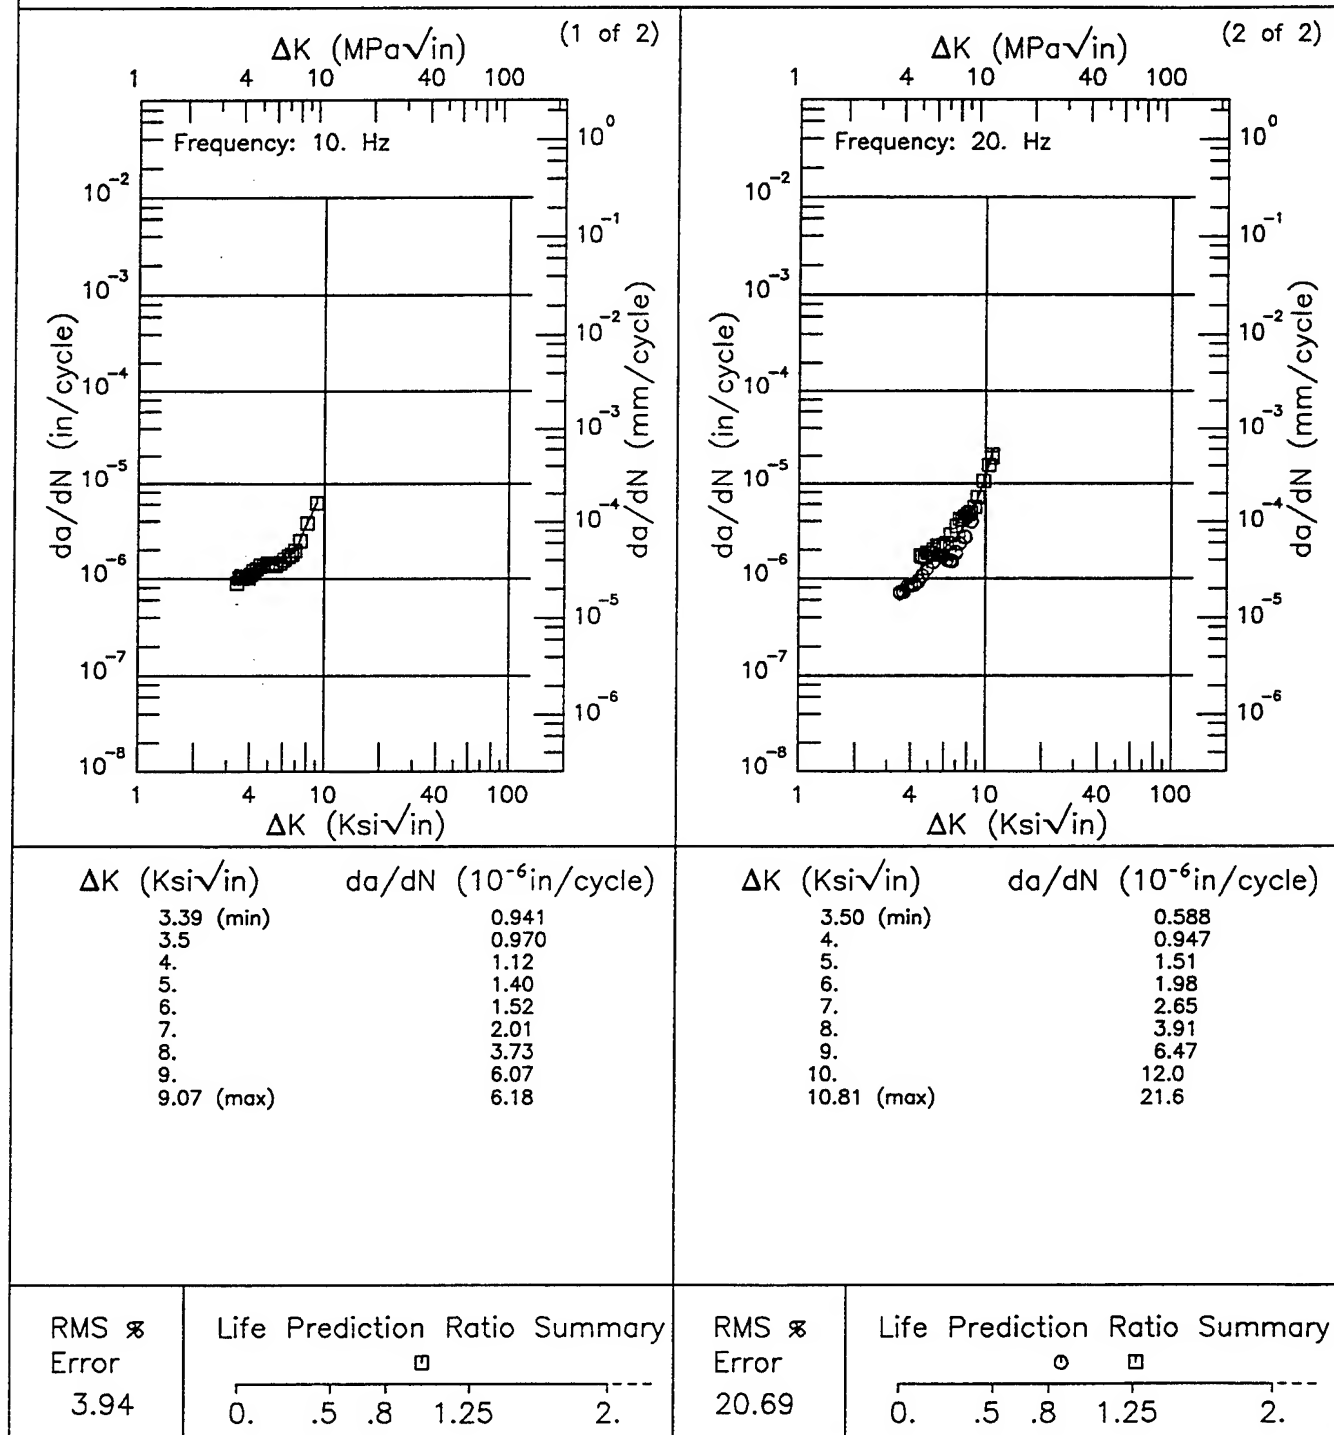 (1 of 2)
ΔK (MPa√in)
1 4 10 40 100
Frequency: 10. Hz
10⁰
10⁻²
10⁻¹
10⁻³
10⁻²
10⁻⁴
10⁻³
10⁻⁵
10⁻⁴
10⁻⁶
10⁻⁵
10⁻⁷
10⁻⁶
10⁻⁸
da/dN (in/cycle)
da/dN (mm/cycle)
1 4 10 40 100
ΔK (Ksi√in)
(2 of 2)
ΔK (MPa√in)
1 4 10 40 100
Frequency: 20. Hz
10⁰
10⁻²
10⁻¹
10⁻³
10⁻²
10⁻⁴
10⁻³
10⁻⁵
10⁻⁴
10⁻⁶
10⁻⁵
10⁻⁷
10⁻⁶
10⁻⁸
da/dN (in/cycle)
da/dN (mm/cycle)
1 4 10 40 100
ΔK (Ksi√in)
ΔK (Ksi√in) da/dN (10⁻⁶in/cycle)
3.39 (min) 0.941
3.5 0.970
4. 1.12
5. 1.40
6. 1.52
7. 2.01
8. 3.73
9. 6.07
9.07 (max) 6.18
ΔK (Ksi√in) da/dN (10⁻⁶in/cycle)
3.50 (min) 0.588
4. 0.947
5. 1.51
6. 1.98
7. 2.65
8. 3.91
9. 6.47
10. 12.0
10.81 (max) 21.6
RMS %
Error
3.94
Life Prediction Ratio Summary
0. .5 .8 1.25 2.
RMS %
Error
20.69
Life Prediction Ratio Summary
0. .5 .8 1.25 2.